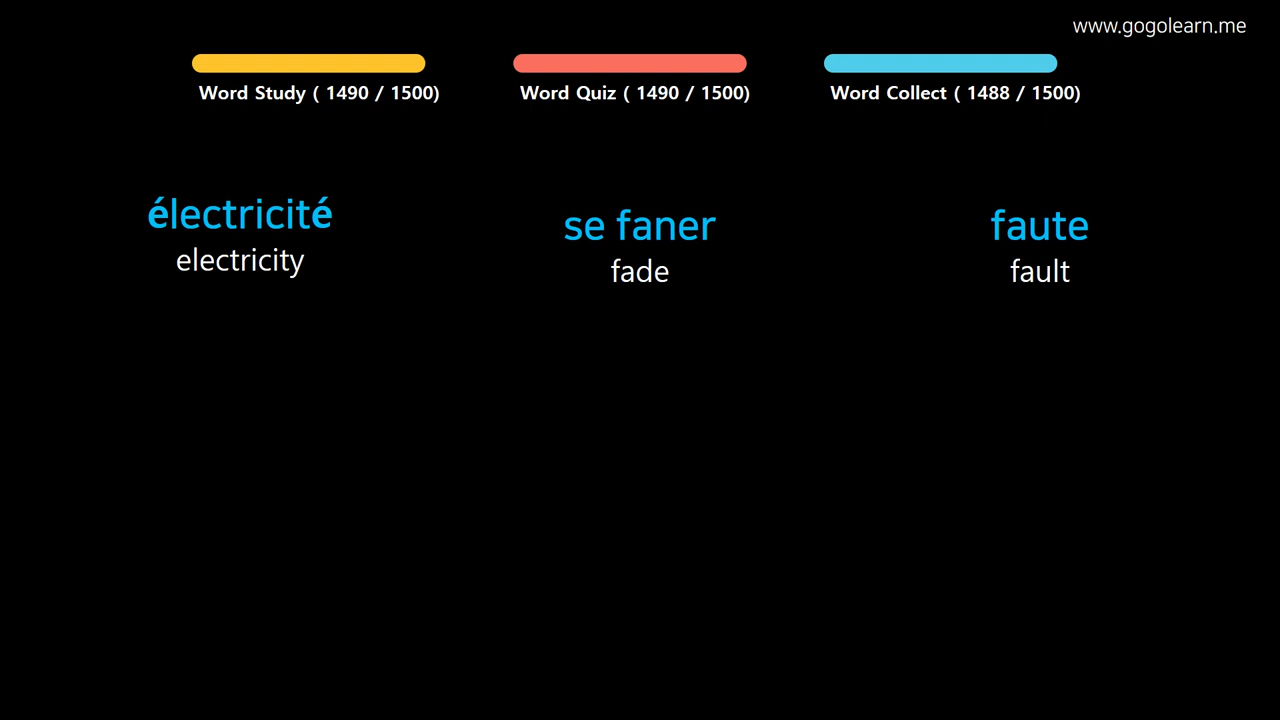 www.gogolearn.me
Word Study ( 1490 / 1500)
Word Quiz ( 1490 / 1500)
Word Collect ( 1488 / 1500)
électricité
electricity
se faner
fade
faute
fault